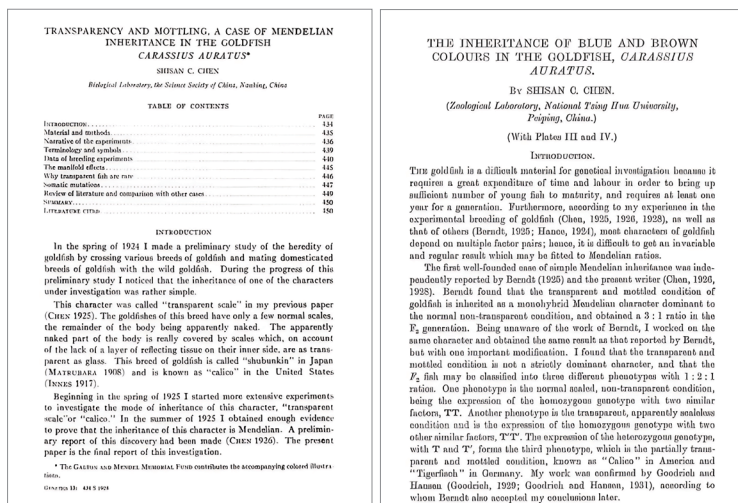 TRANSPARENCY AND MOTTLING, A CASE OF MENDELIAN
INHERITANCE IN THE GOLDFISH
CARASSIUS AURATUS*
SHISAN C. CHEN
Biological Laboratory, the Science Society of China, Nanking, China
TABLE OF CONTENTS
PAGE
INTRODUCTION 434
Material and methods 435
Narrative of the experiments 436
Terminology and symbols 439
Data of breeding experiments 440
The manifold effects 445
Why transparent fish are rare 446
Somatic mutations 447
Review of literature and comparison with other cases 449
SUMMARY 450
LITERATURE CITED 450
INTRODUCTION
In the spring of 1924 I made a preliminary study of the heredity of
goldfish by crossing various breeds of goldfish and mating domesticated
breeds of goldfish with the wild goldfish. During the progress of this
preliminary study I noticed that the inheritance of one of the characters
under investigation was rather simple.
This character was called "transparent scale" in my previous paper
(CHEN 1925). The goldfishes of this breed have only a few normal scales,
the remainder of the body being apparently naked. The apparently
naked part of the body is really covered by scales which, on account
of the lack of a layer of reflecting tissue on their inner side, are as trans-
parent as glass. This breed of goldfish is called "shubunkin" in Japan
(MATRUBARA 1908) and is known as "calico" in the United States
(INNES 1917).
Beginning in the spring of 1925 I started more extensive experiments
to investigate the mode of inheritance of this character, "transparent
scale" or "calico." In the summer of 1925 I obtained enough evidence
to prove that the inheritance of this character is Mendelian. A prelimin-
ary report of this discovery had been made (CHEN 1926). The present
paper is the final report of this investigation.
* The GALTON AND MENDEL MEMORIAL FUND contributes the accompanying colored illustra-
tions.
GENETICS 13: 434 S 1928
THE INHERITANCE OF BLUE AND BROWN
COLOURS IN THE GOLDFISH, CARASSIUS
AURATUS.
BY SHISAN C. CHEN.
(Zoological Laboratory, National Tsing Hua University,
Peiping, China.)
(With Plates III and IV.)
INTRODUCTION.
THE goldfish is a difficult material for genetical investigation because it
requires a great expenditure of time and labour in order to bring up
sufficient number of young fish to maturity, and requires at least one
year for a generation. Furthermore, according to my experience in the
experimental breeding of goldfish (Chen, 1925, 1926, 1928), as well as
that of others (Berndt, 1925; Hance, 1924), most characters of goldfish
depend on multiple factor pairs; hence, it is difficult to get an invariable
and regular result which may be fitted to Mendelian ratios.
The first well-founded case of simple Mendelian inheritance was inde-
pendently reported by Berndt (1925) and the present writer (Chen, 1926,
1928). Berndt found that the transparent and mottled condition of
goldfish is inherited as a monohybrid Mendelian character dominant to
the normal non-transparent condition, and obtained a 3 : 1 ratio in the
F₂ generation. Being unaware of the work of Berndt, I worked on the
same character and obtained the same result as that reported by Berndt,
but with one important modification. I found that the transparent and
mottled condition is not a strictly dominant character, and that the
F₂ fish may be classified into three different phenotypes with 1 : 2 : 1
ratios. One phenotype is the normal scaled, non-transparent condition,
being the expression of the homozygous genotype with two similar
factors, TT. Another phenotype is the transparent, apparently scaleless
condition and is the expression of the homozygous genotype with two
other similar factors, T'T'. The expression of the heterozygous genotype,
with T and T', forms the third phenotype, which is the partially trans-
parent and mottled condition, known as "Calico" in America and
"Tigerfisch" in Germany. My work was confirmed by Goodrich and
Hansen (Goodrich, 1929; Goodrich and Hansen, 1931), according to
whom Berndt also accepted my conclusions later.